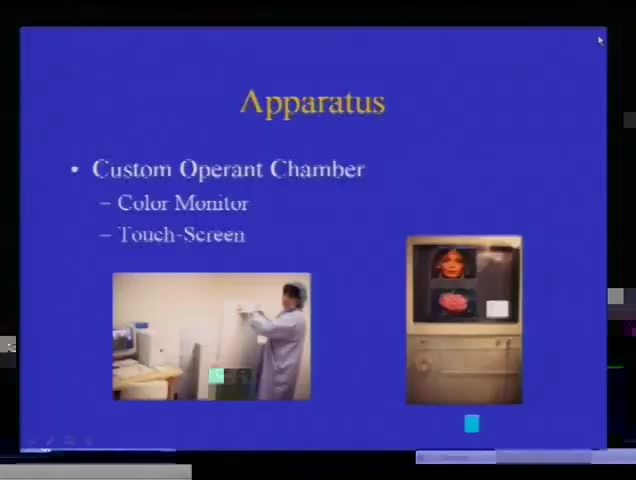 Apparatus
• Custom Operant Chamber
– Color Monitor
– Touch-Screen